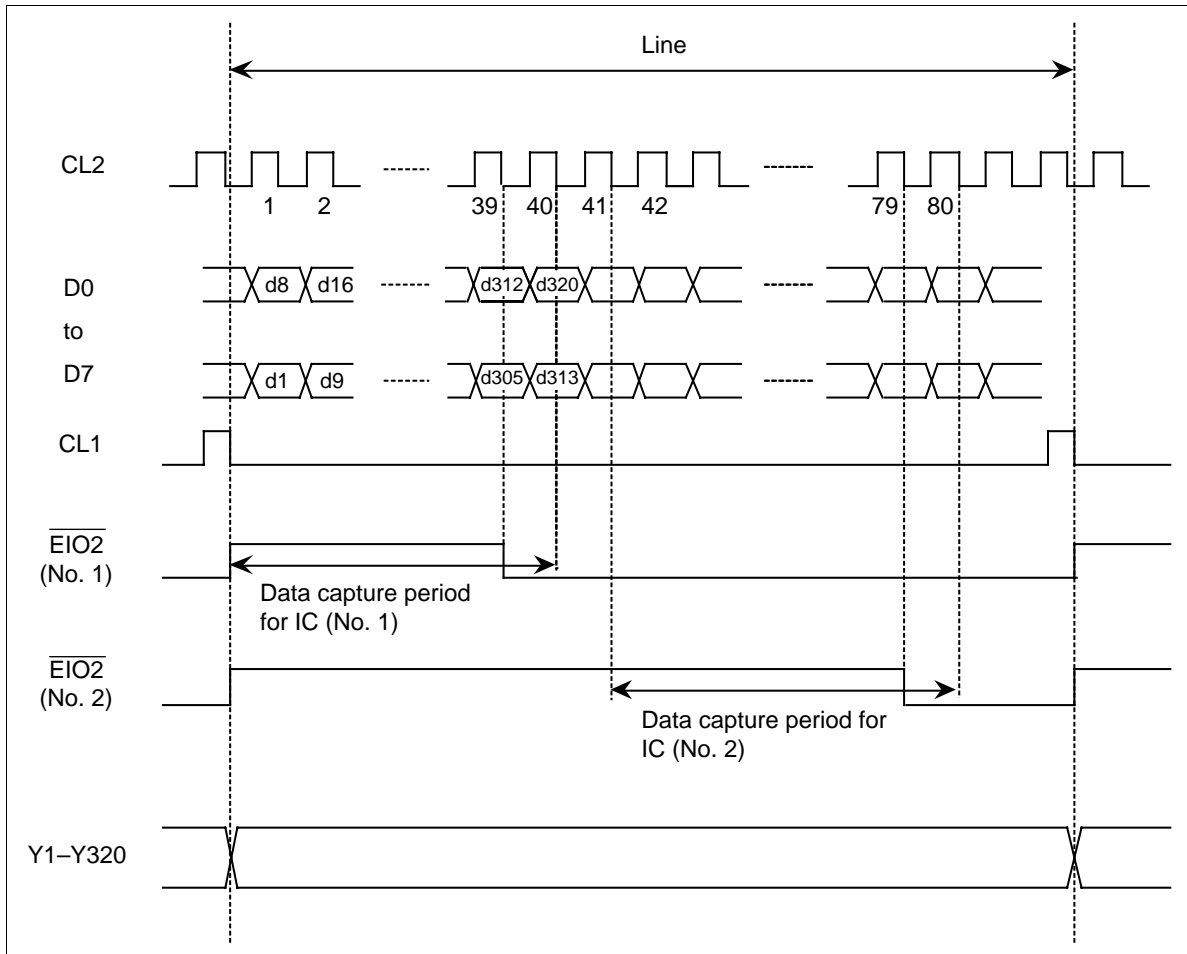 Line
CL2
1 2 39 40 41 42 79 80
D0
to
D7
d8 d16 d312 d320
d1 d9 d305 d313
CL1
EIO2
(No. 1)
Data capture period
for IC (No. 1)
EIO2
(No. 2)
Data capture period for
IC (No. 2)
Y1–Y320